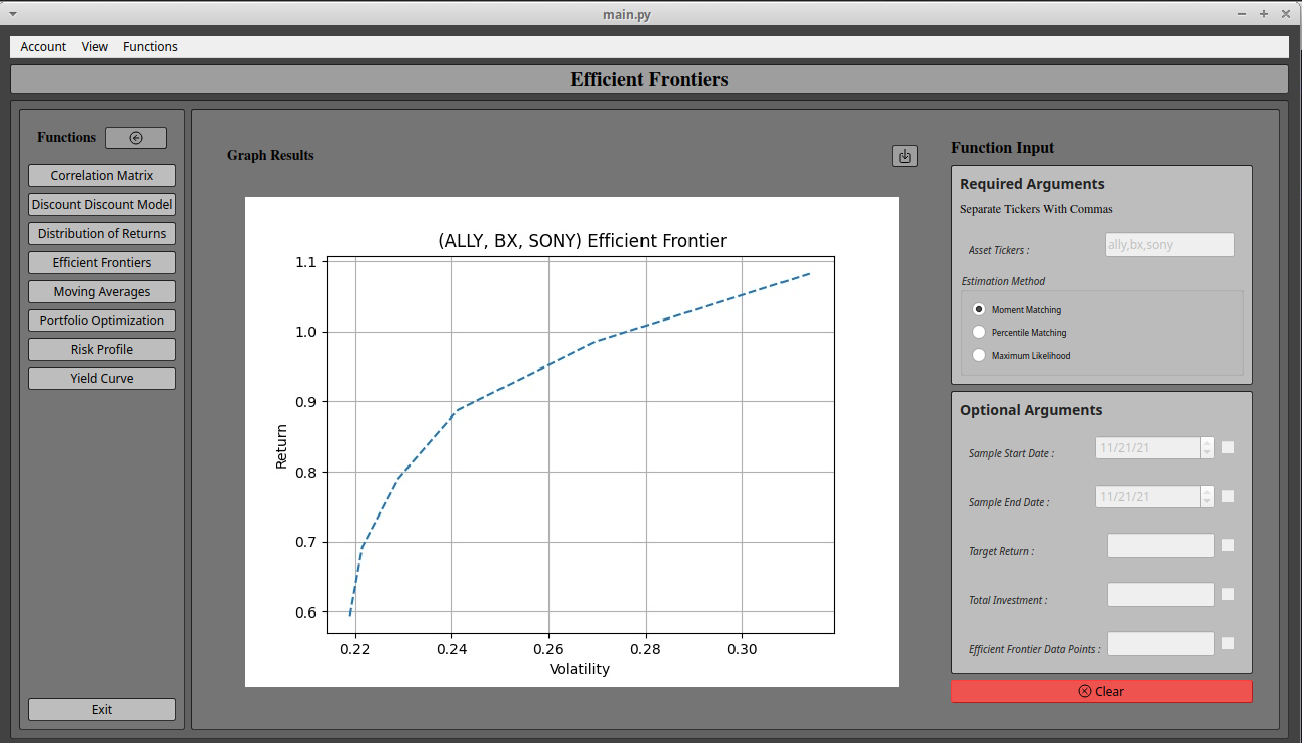 main.py
Account View Functions
Efficient Frontiers
Functions
Correlation Matrix
Discount Discount Model
Distribution of Returns
Efficient Frontiers
Moving Averages
Portfolio Optimization
Risk Profile
Yield Curve
Exit
Graph Results
(ALLY, BX, SONY) Efficient Frontier
Return
1.1
1.0
0.9
0.8
0.7
0.6
0.22 0.24 0.26 0.28 0.30
Volatility
Function Input
Required Arguments
Separate Tickers With Commas
Asset Tickers : ally,bx,sony
Estimation Method
Moment Matching
Percentile Matching
Maximum Likelihood
Optional Arguments
Sample Start Date : 11/21/21
Sample End Date : 11/21/21
Target Return :
Total Investment :
Efficient Frontier Data Points :
Clear